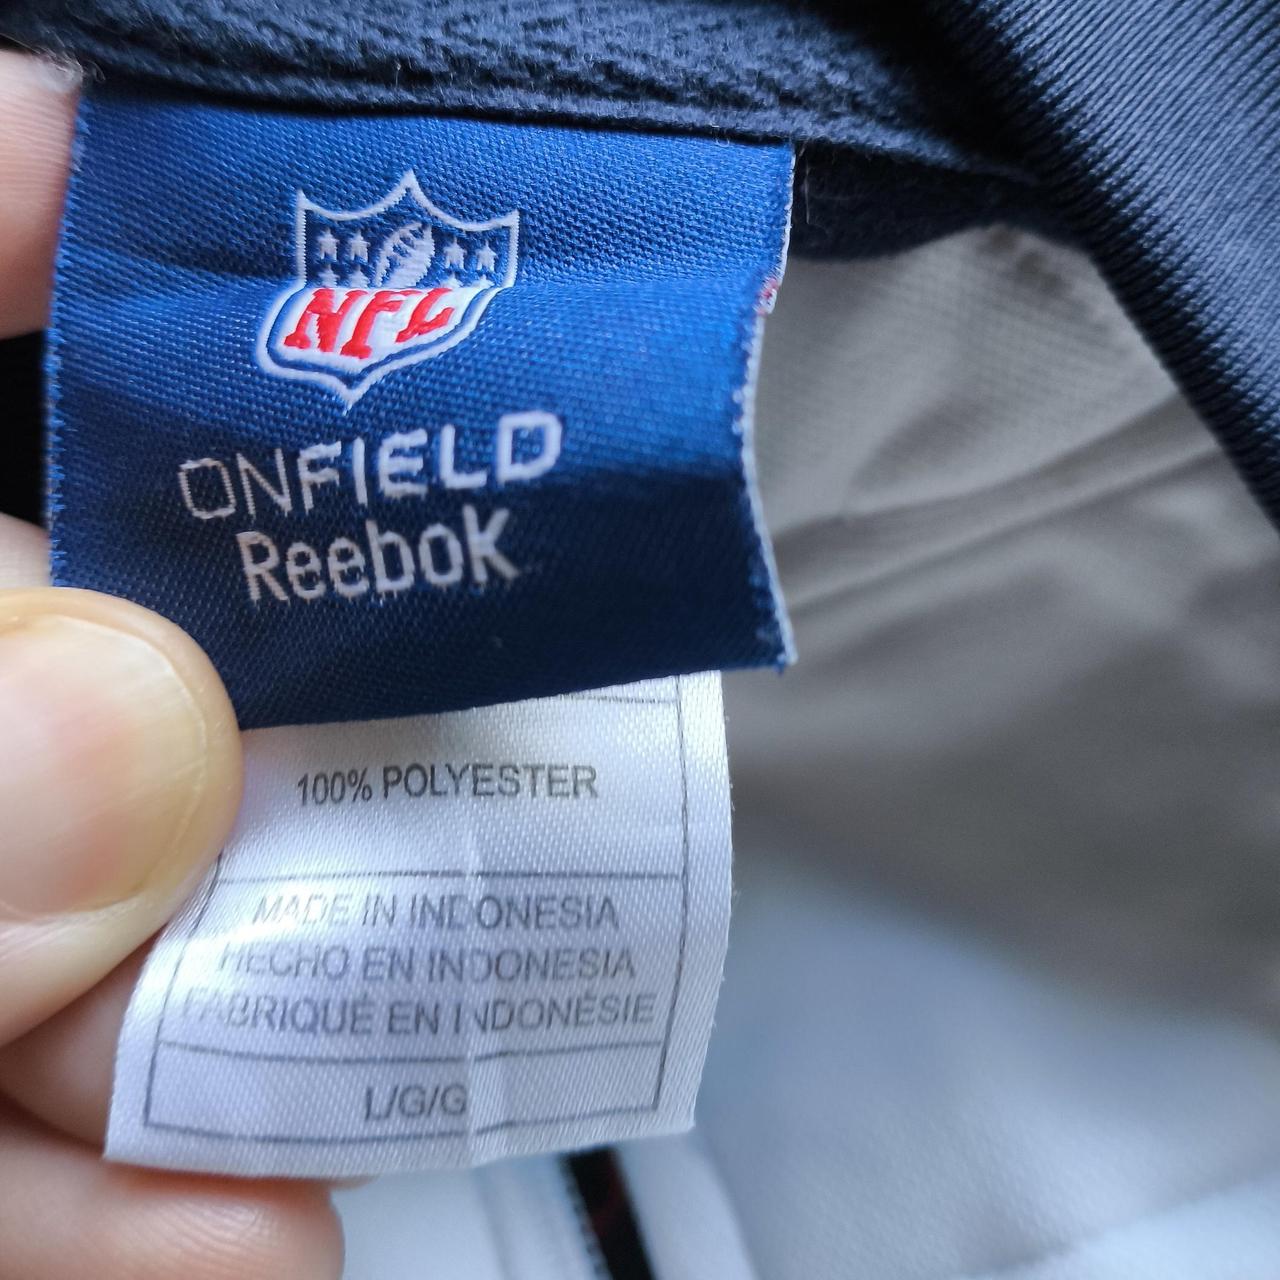 NFL
ONFIELD
Reebok
100% POLYESTER
MADE IN INDONESIA
HECHO EN INDONESIA
FABRIQUÉ EN INDONÉSIE
L/G/G